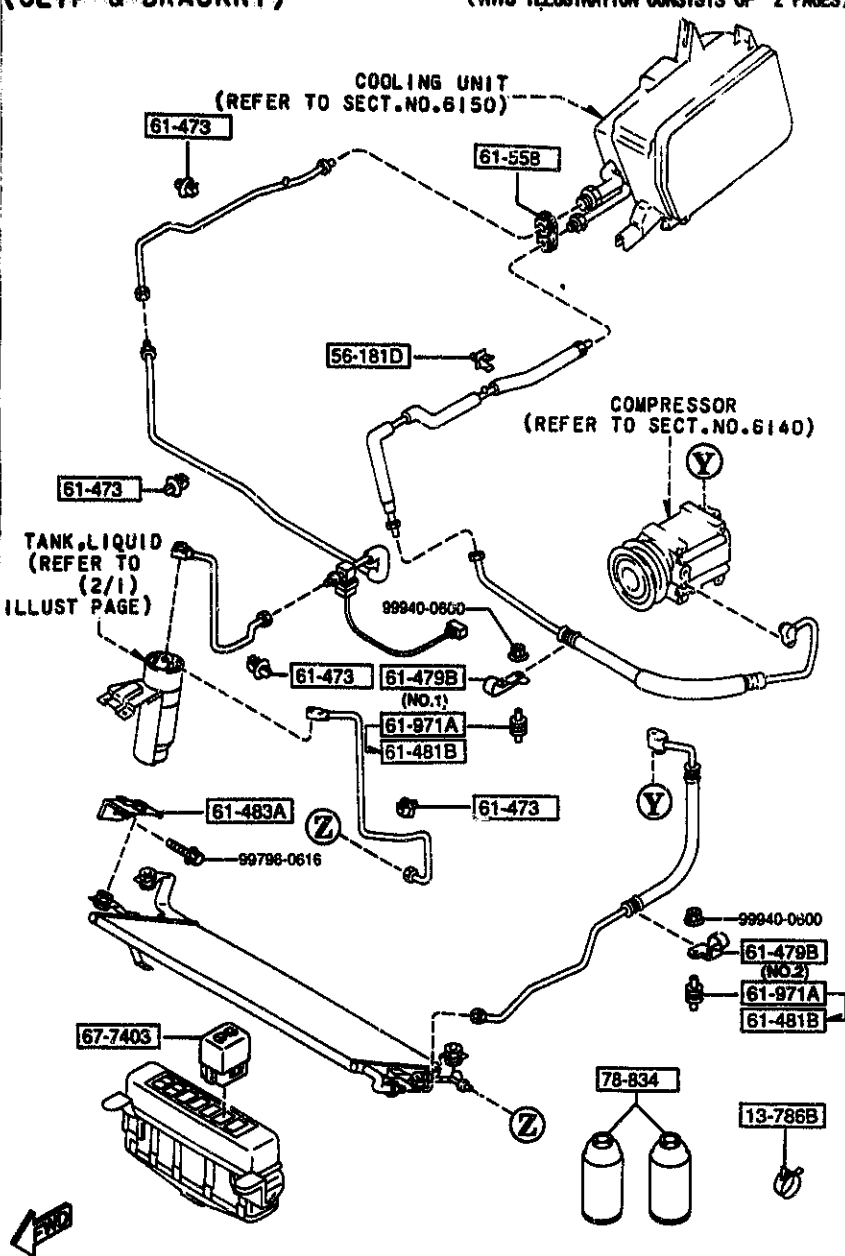 COOLING UNIT
(REFER TO SECT.NO.6150)
61-473
61-558
56-181D
COMPRESSOR
(REFER TO SECT.NO.6140)
Y
61-473
TANK,LIQUID
(REFER TO
(2/1)
ILLUST PAGE)
99940-0600
61-473
61-479B
(NO.1)
61-971A
61-481B
61-483A
61-473
Z
Y
99796-0616
99940-0600
61-479B
(NO.2)
61-971A
61-481B
67-7403
78-834
13-786B
Z
FWD